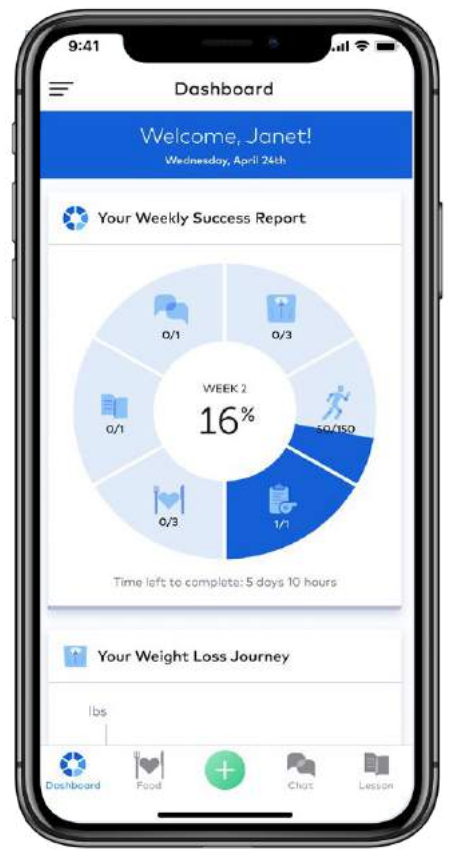 9:41
Dashboard
Welcome, Janet!
Wednesday, April 24th
Your Weekly Success Report
0/1
0/3
0/1
WEEK 2
16%
50/150
0/3
1/1
Time left to complete: 5 days 10 hours
Your Weight Loss Journey
lbs
Dashboard
Food
Chat
Lesson